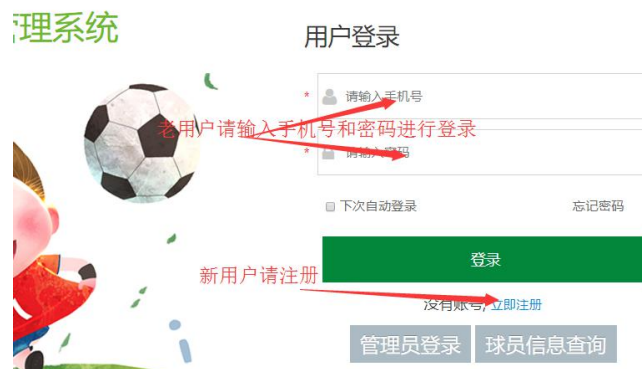 理系统
用户登录
* 请输入手机号
老用户请输入手机号和密码进行登录
* 请输入密码
下次自动登录 忘记密码
登录
新用户请注册
没有账号, 立即注册
管理员登录 球员信息查询